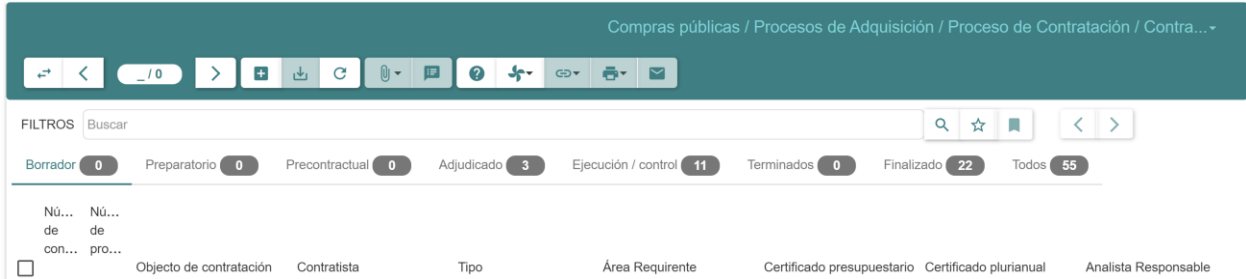 Compras públicas / Procesos de Adquisición / Proceso de Contratación / Contra...
_ / 0
FILTROS Buscar
Borrador 0 Preparatorio 0 Precontractual 0 Adjudicado 3 Ejecución / control 11 Terminados 0 Finalizado 22 Todos 55
Nú... Nú...
de de
con... pro...
Objecto de contratación Contratista Tipo Área Requirente Certificado presupuestario Certificado plurianual Analista Responsable